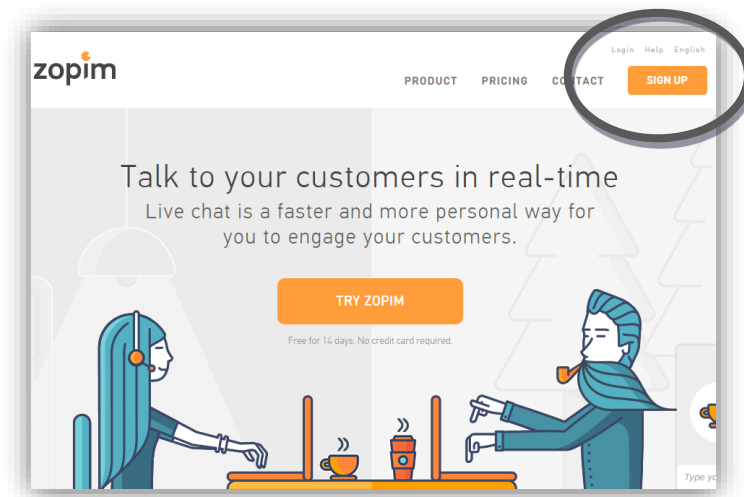 Login Help English
zopim
PRODUCT PRICING CONTACT SIGN UP
Talk to your customers in real-time
Live chat is a faster and more personal way for
you to engage your customers.
TRY ZOPIM
Free for 14 days. No credit card required.
Type